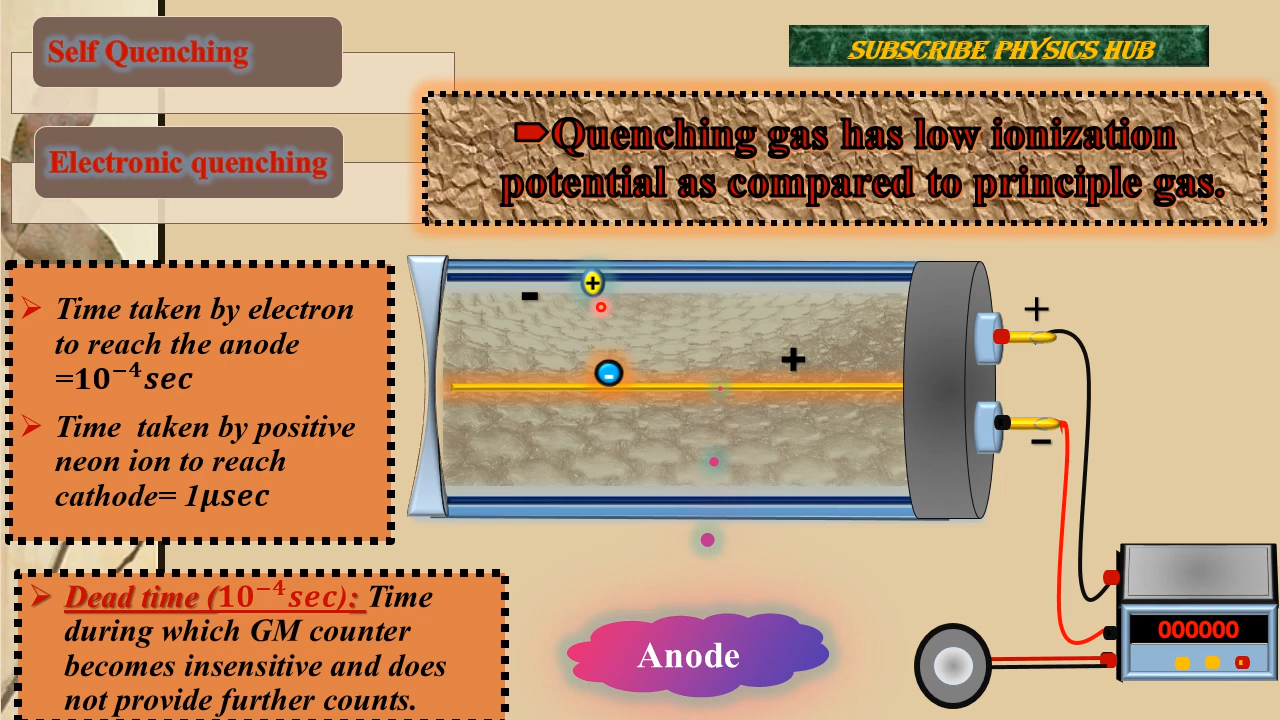 Self Quenching
SUBSCRIBE PHYSICS HUB
Quenching gas has low ionization
potential as compared to principle gas.
Electronic quenching
Time taken by electron
to reach the anode
=10⁻⁴sec
Time taken by positive
neon ion to reach
cathode= 1μsec
Dead time (10⁻⁴sec): Time
during which GM counter
becomes insensitive and does
not provide further counts.
+
-
+
-
+
-
Anode
000000